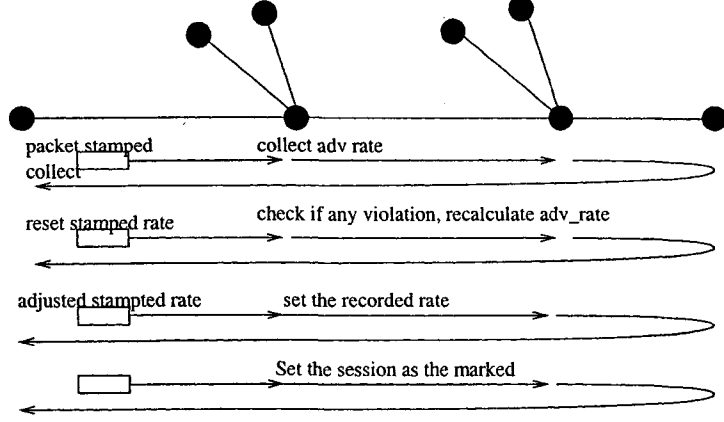 packet stamped
collect adv rate
collect
reset stamped rate
check if any violation, recalculate adv_rate
adjusted stampted rate
set the recorded rate
Set the session as the marked